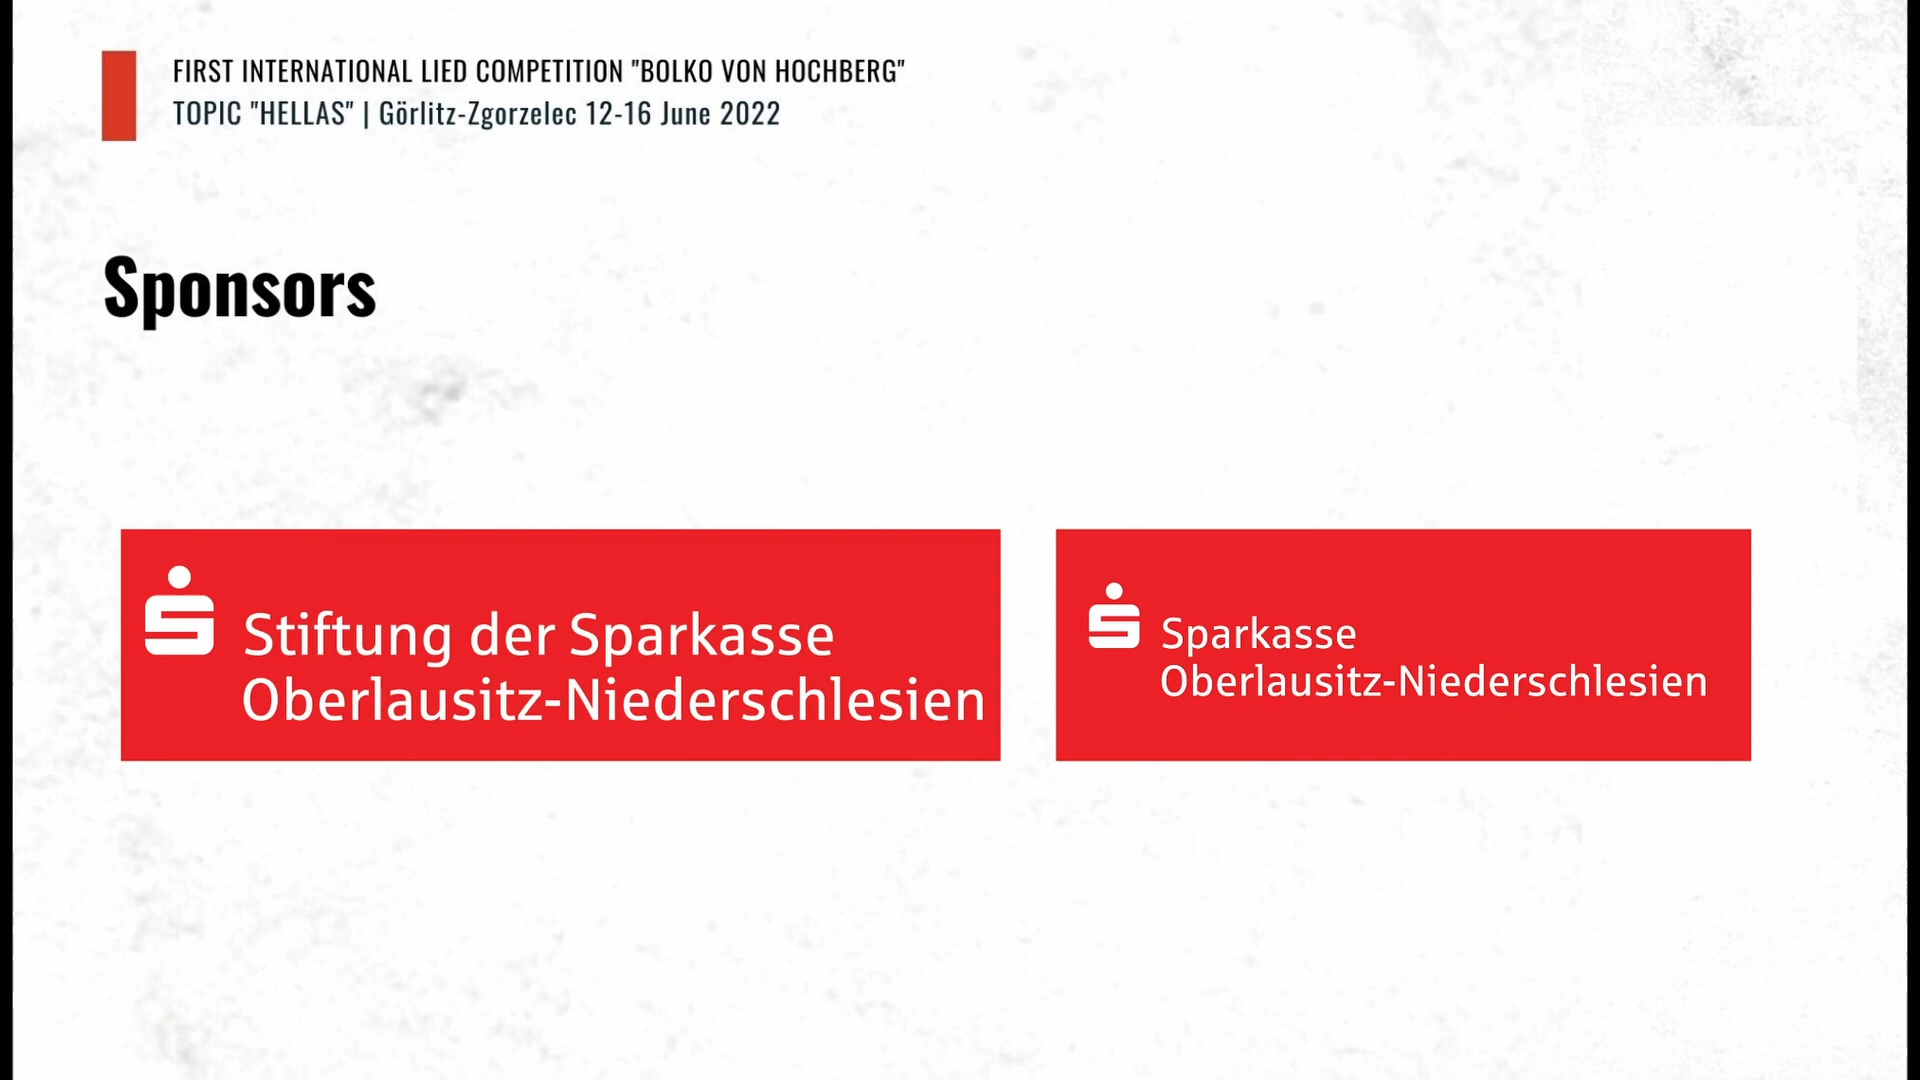 FIRST INTERNATIONAL LIED COMPETITION "BOLKO VON HOCHBERG"
TOPIC "HELLAS" | Görlitz-Zgorzelec 12-16 June 2022
Sponsors
Stiftung der Sparkasse
Oberlausitz-Niederschlesien
Sparkasse
Oberlausitz-Niederschlesien